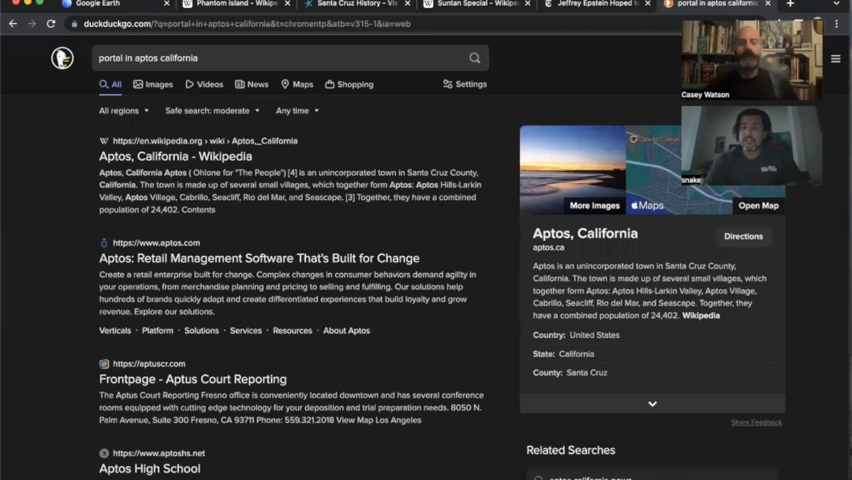 Google Earth
Phantom island - Wikipe
Santa Cruz History - Vis
Suntan Special - Wikipe
Jeffrey Epstein Hoped t
portal in aptos californi
duckduckgo.com/?q=portal+in+aptos+california&t=chromentp&atb=v315-1&ia=web
portal in aptos california
All
Images
Videos
News
Maps
Shopping
Settings
All regions
Safe search: moderate
Any time
Casey Watson
snake
W https://en.wikipedia.org › wiki › Aptos,_California
Aptos, California - Wikipedia
Aptos, California Aptos ( Ohlone for "The People") [4] is an unincorporated town in Santa Cruz County,
California. The town is made up of several small villages, which together form Aptos: Aptos Hills-Larkin
Valley, Aptos Village, Cabrillo, Seacliff, Rio del Mar, and Seascape. [3] Together, they have a combined
population of 24,402. Contents
https://www.aptos.com
Aptos: Retail Management Software That's Built for Change
Create a retail enterprise built for change. Complex changes in consumer behaviors demand agility in
your operations, from merchandise planning and pricing to selling and fulfilling. Our solutions help
hundreds of brands quickly adapt and create differentiated experiences that build loyalty and grow
revenue. Explore our solutions.
Verticals · Platform · Solutions · Services · Resources · About Aptos
https://aptuscr.com
Frontpage - Aptus Court Reporting
The Aptus Court Reporting Fresno office is conveniently located downtown and has several conference
rooms equipped with cutting edge technology for your deposition and trial preparation needs. 8050 N.
Palm Avenue, Suite 300 Fresno, CA 93711 Phone: 559.321.2018 View Map Los Angeles
https://www.aptoshs.net
Aptos High School
More Images
Maps
Open Map
Aptos, California
aptos.ca
Directions
Aptos is an unincorporated town in Santa Cruz County,
California. The town is made up of several small villages, which
together form Aptos: Aptos Hills-Larkin Valley, Aptos Village,
Cabrillo, Seacliff, Rio del Mar, and Seascape. Together, they
have a combined population of 24,402. Wikipedia
Country: United States
State: California
County: Santa Cruz
Share Feedback
Related Searches
aptos california news